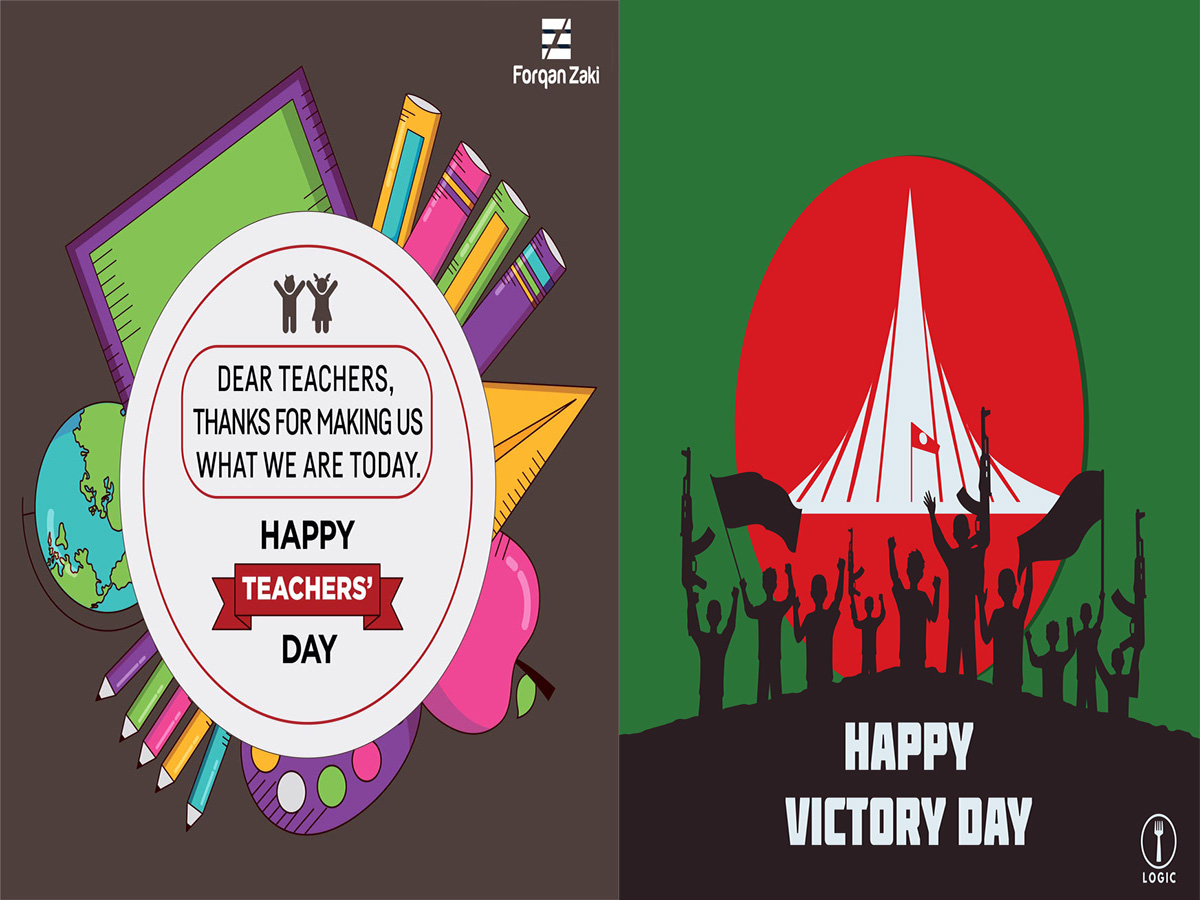 Forqan Zaki
DEAR TEACHERS,
THANKS FOR MAKING US
WHAT WE ARE TODAY.
HAPPY
TEACHERS'
DAY
HAPPY
VICTORY DAY
LOGIC